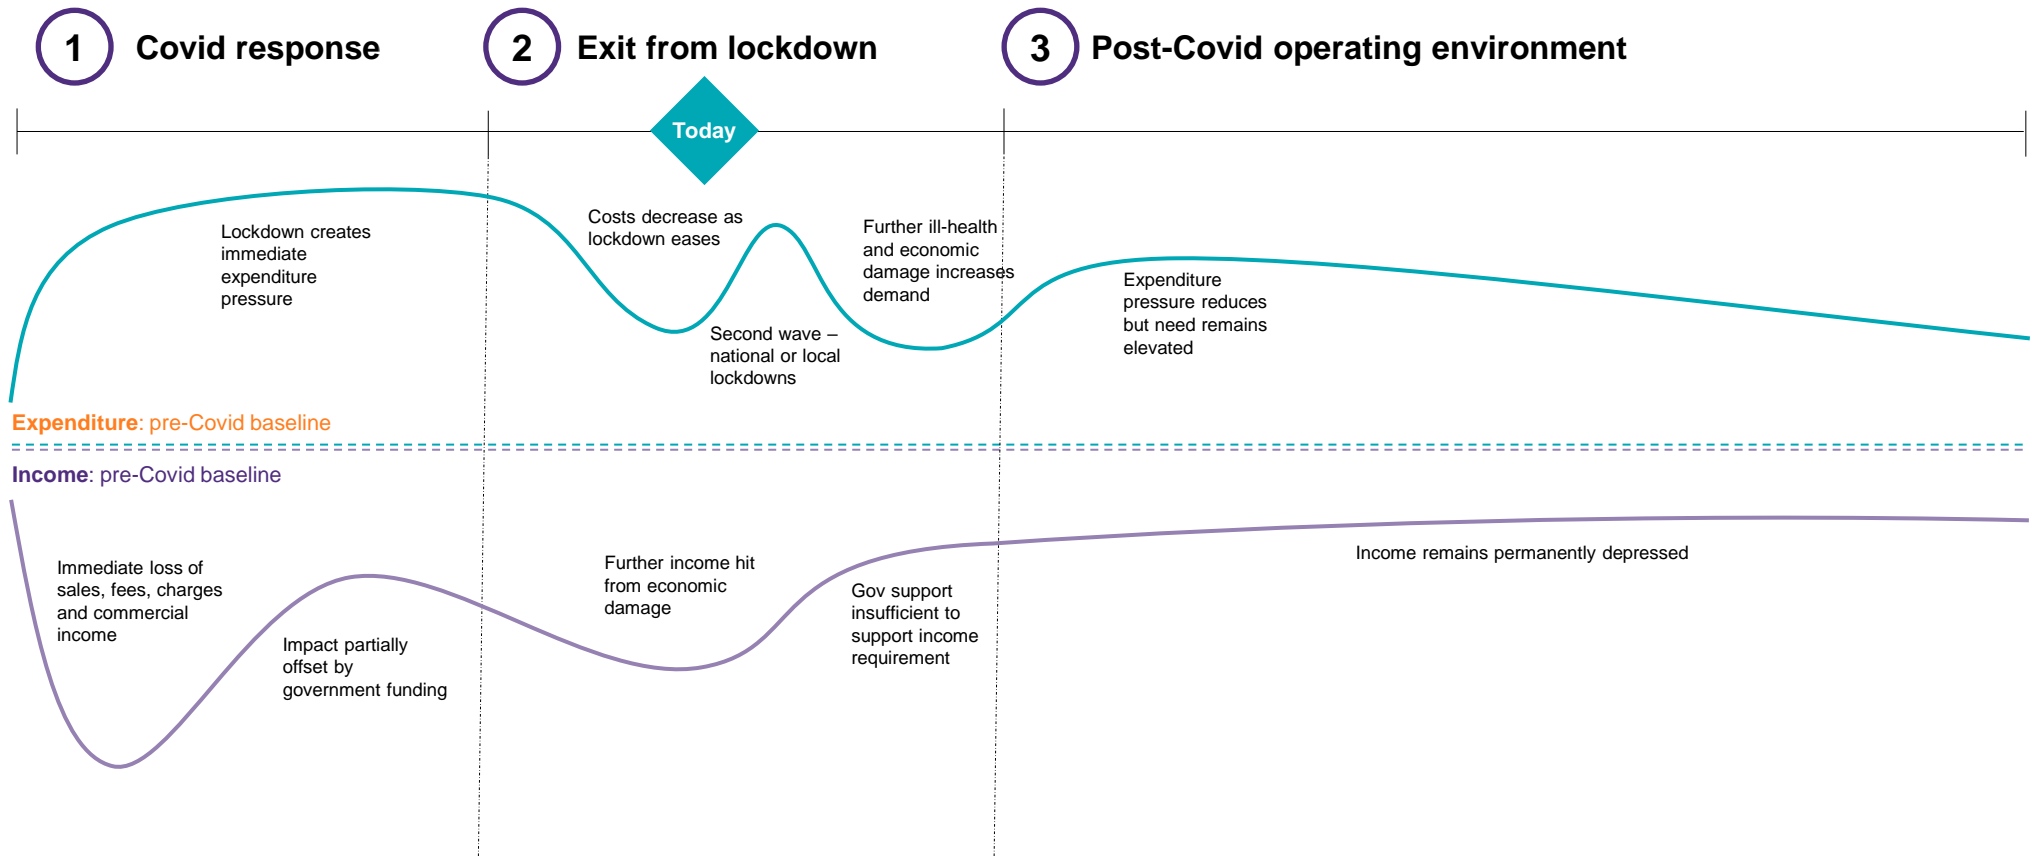 1 Covid response
2 Exit from lockdown
3 Post-Covid operating environment
Today
Lockdown creates
immediate
expenditure
pressure
Costs decrease as
lockdown eases
Second wave –
national or local
lockdowns
Further ill-health
and economic
damage increases
demand
Expenditure
pressure reduces
but need remains
elevated
Expenditure: pre-Covid baseline
Income: pre-Covid baseline
Immediate loss of
sales, fees, charges
and commercial
income
Impact partially
offset by
government funding
Further income hit
from economic
damage
Gov support
insufficient to
support income
requirement
Income remains permanently depressed